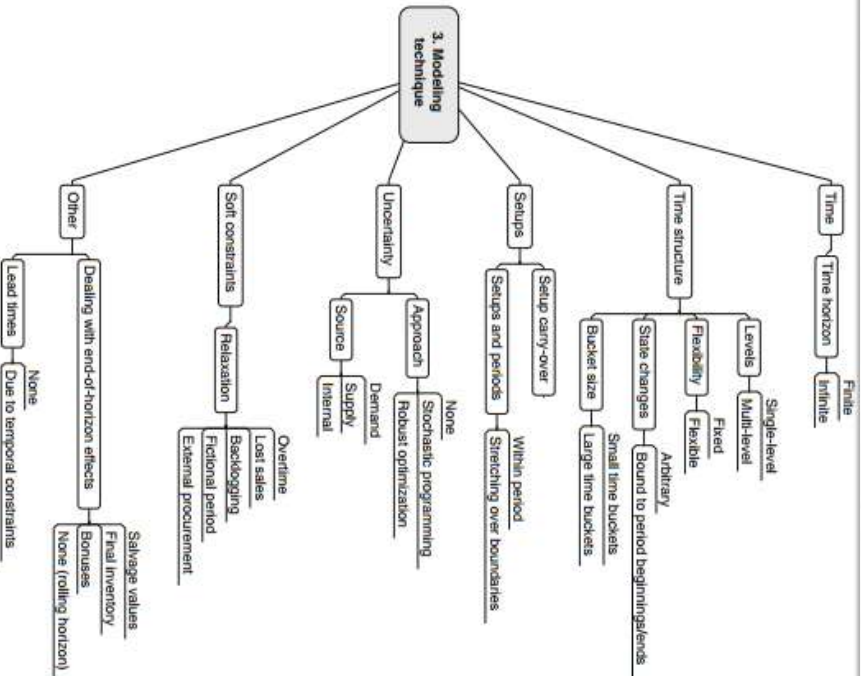 3. Modeling
technique
Time
Time horizon
Finite
Infinite
Time structure
Levels
Single-level
Multi-level
Flexibility
Fixed
Flexible
State changes
Arbitrary
Bound to period beginnings/ends
Bucket size
Small time buckets
Large time buckets
Setups
Setup carry-over
Setups and periods
Within period
Stretching over boundaries
Uncertainty
Approach
None
Stochastic programming
Robust optimization
Source
Demand
Supply
Internal
Soft constraints
Relaxation
Overtime
Lost sales
Backlogging
Fictional period
External procurement
Other
Dealing with end-of-horizon effects
Salvage values
Final inventory
Bonuses
None (rolling horizon)
Lead times
None
Due to temporal constraints